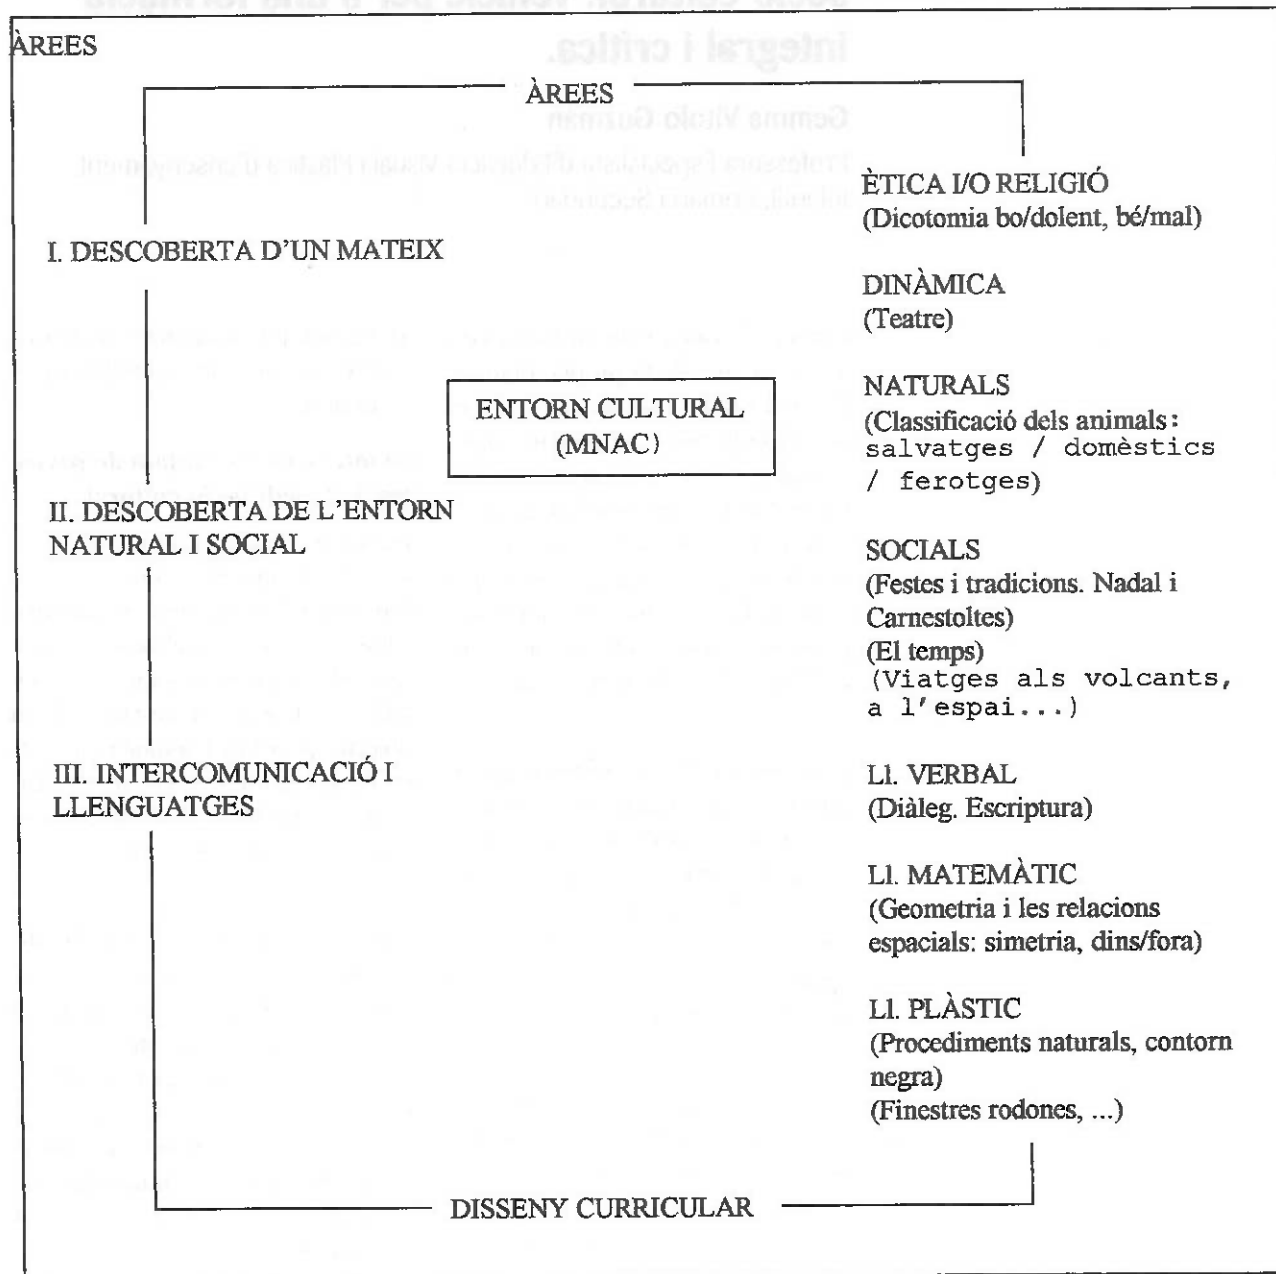 ÀREES
ÀREES
I. DESCOBERTA D'UN MATEIX
II. DESCOBERTA DE L'ENTORN
NATURAL I SOCIAL
III. INTERCOMUNICACIÓ I
LLENGUATGES
ENTORN CULTURAL
(MNAC)
ÈTICA I/O RELIGIÓ
(Dicotomia bo/dolent, bé/mal)
DINÀMICA
(Teatre)
NATURALS
(Classificació dels animals:
salvatges / domèstics
/ ferotges)
SOCIALS
(Festes i tradicions. Nadal i
Carnestoltes)
(El temps)
(Viatges als volcants,
a l'espai...)
Ll. VERBAL
(Diàleg. Escriptura)
Ll. MATEMÀTIC
(Geometria i les relacions
espacials: simetria, dins/fora)
Ll. PLÀSTIC
(Procediments naturals, contorn
negra)
(Finestres rodones, ...)
DISSENY CURRICULAR